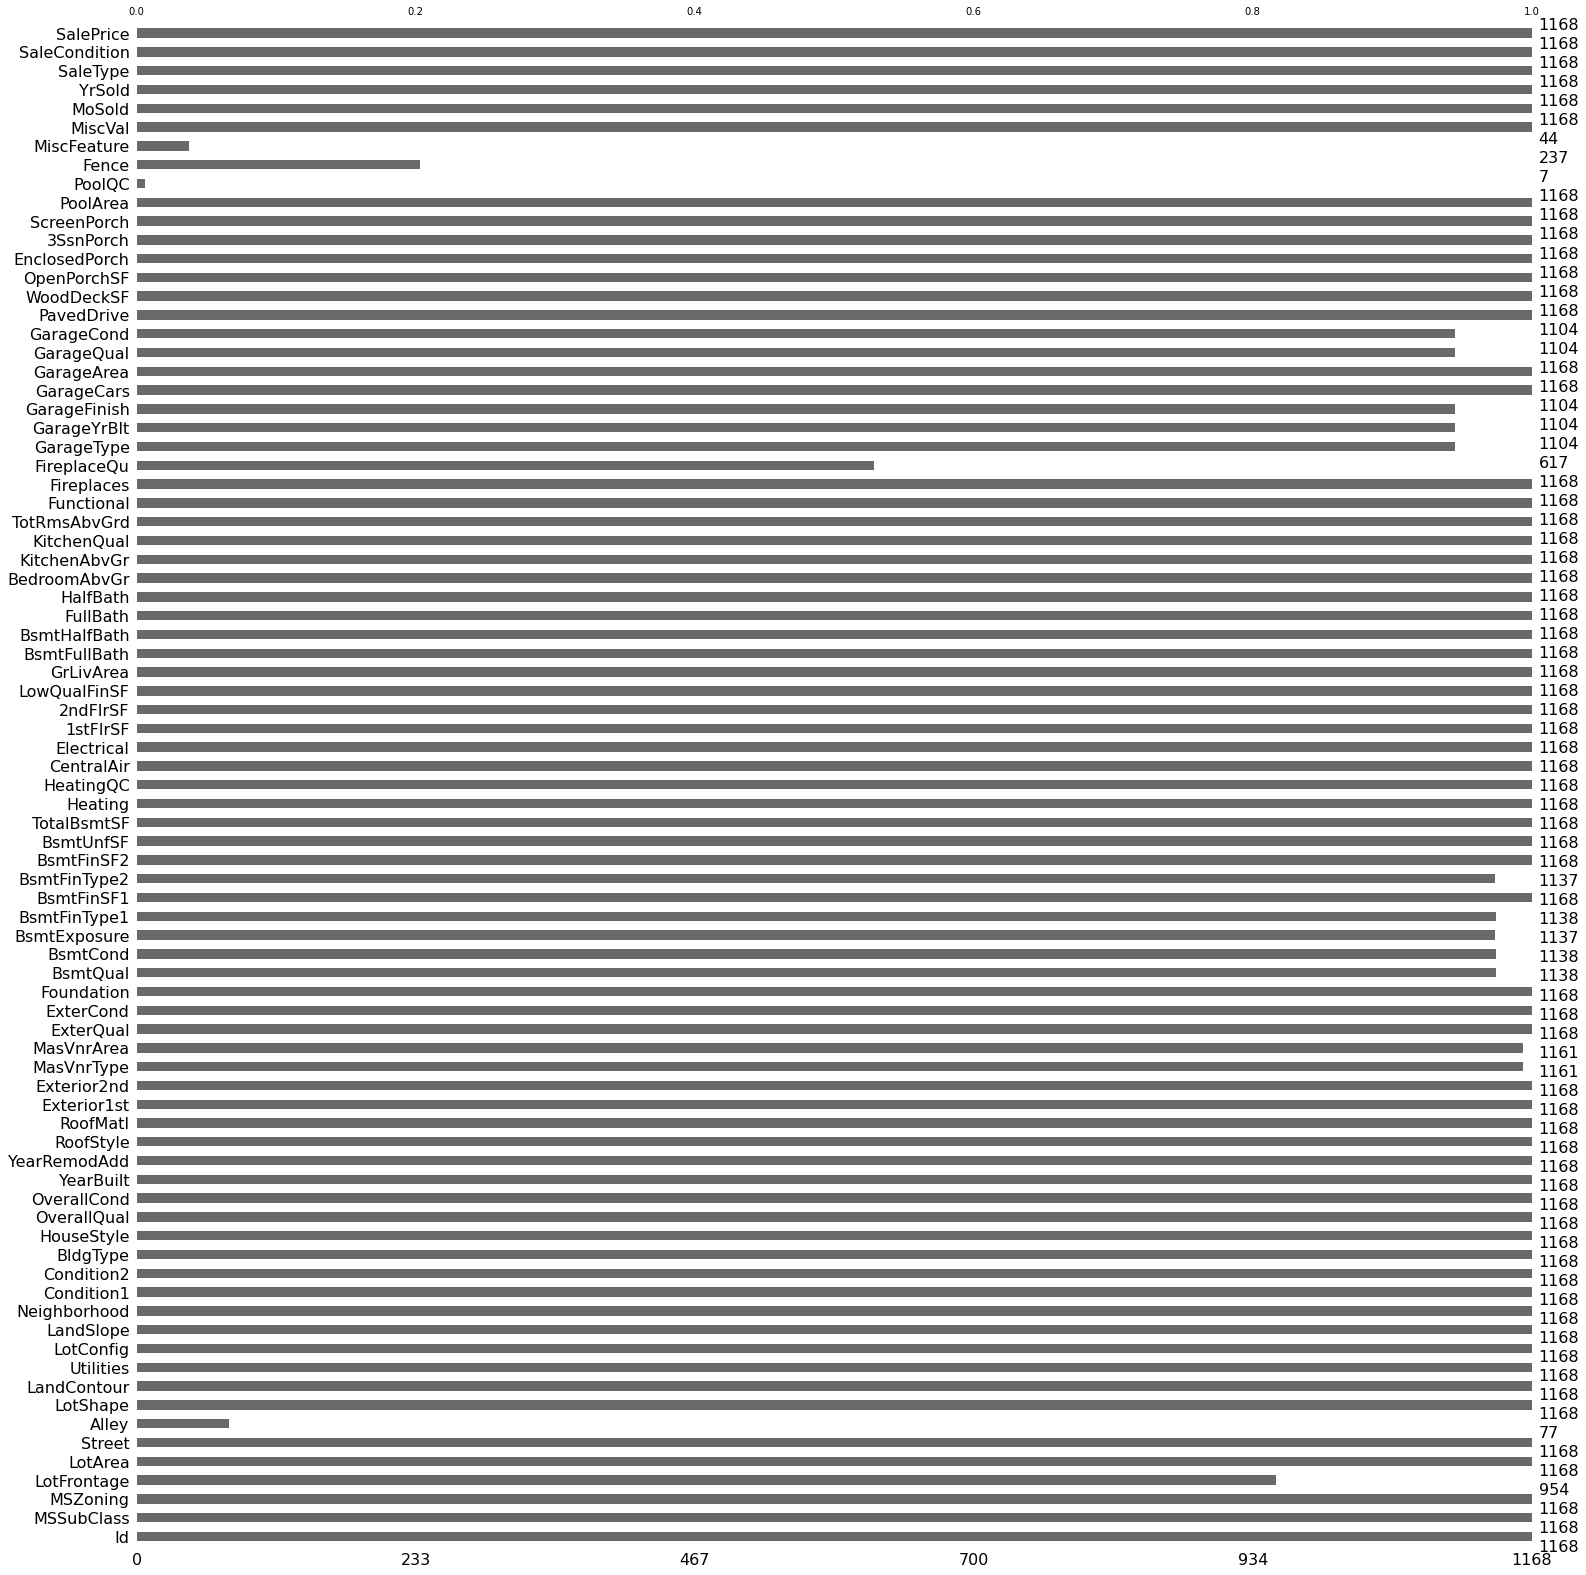 0.0 0.2 0.4 0.6 0.8 1.0
SalePrice 1168
SaleCondition 1168
SaleType 1168
YrSold 1168
MoSold 1168
MiscVal 1168
MiscFeature 44
Fence 237
PoolQC 7
PoolArea 1168
ScreenPorch 1168
3SsnPorch 1168
EnclosedPorch 1168
OpenPorchSF 1168
WoodDeckSF 1168
PavedDrive 1168
GarageCond 1104
GarageQual 1104
GarageArea 1168
GarageCars 1168
GarageFinish 1104
GarageYrBlt 1104
GarageType 1104
FireplaceQu 617
Fireplaces 1168
Functional 1168
TotRmsAbvGrd 1168
KitchenQual 1168
KitchenAbvGr 1168
BedroomAbvGr 1168
HalfBath 1168
FullBath 1168
BsmtHalfBath 1168
BsmtFullBath 1168
GrLivArea 1168
LowQualFinSF 1168
2ndFlrSF 1168
1stFlrSF 1168
Electrical 1168
CentralAir 1168
HeatingQC 1168
Heating 1168
TotalBsmtSF 1168
BsmtUnfSF 1168
BsmtFinSF2 1168
BsmtFinType2 1137
BsmtFinSF1 1168
BsmtFinType1 1138
BsmtExposure 1137
BsmtCond 1138
BsmtQual 1138
Foundation 1168
ExterCond 1168
ExterQual 1168
MasVnrArea 1161
MasVnrType 1161
Exterior2nd 1168
Exterior1st 1168
RoofMatl 1168
RoofStyle 1168
YearRemodAdd 1168
YearBuilt 1168
OverallCond 1168
OverallQual 1168
HouseStyle 1168
BldgType 1168
Condition2 1168
Condition1 1168
Neighborhood 1168
LandSlope 1168
LotConfig 1168
Utilities 1168
LandContour 1168
LotShape 1168
Alley 77
Street 1168
LotArea 1168
LotFrontage 954
MSZoning 1168
MSSubClass 1168
Id 1168
0 233 467 700 934 1168